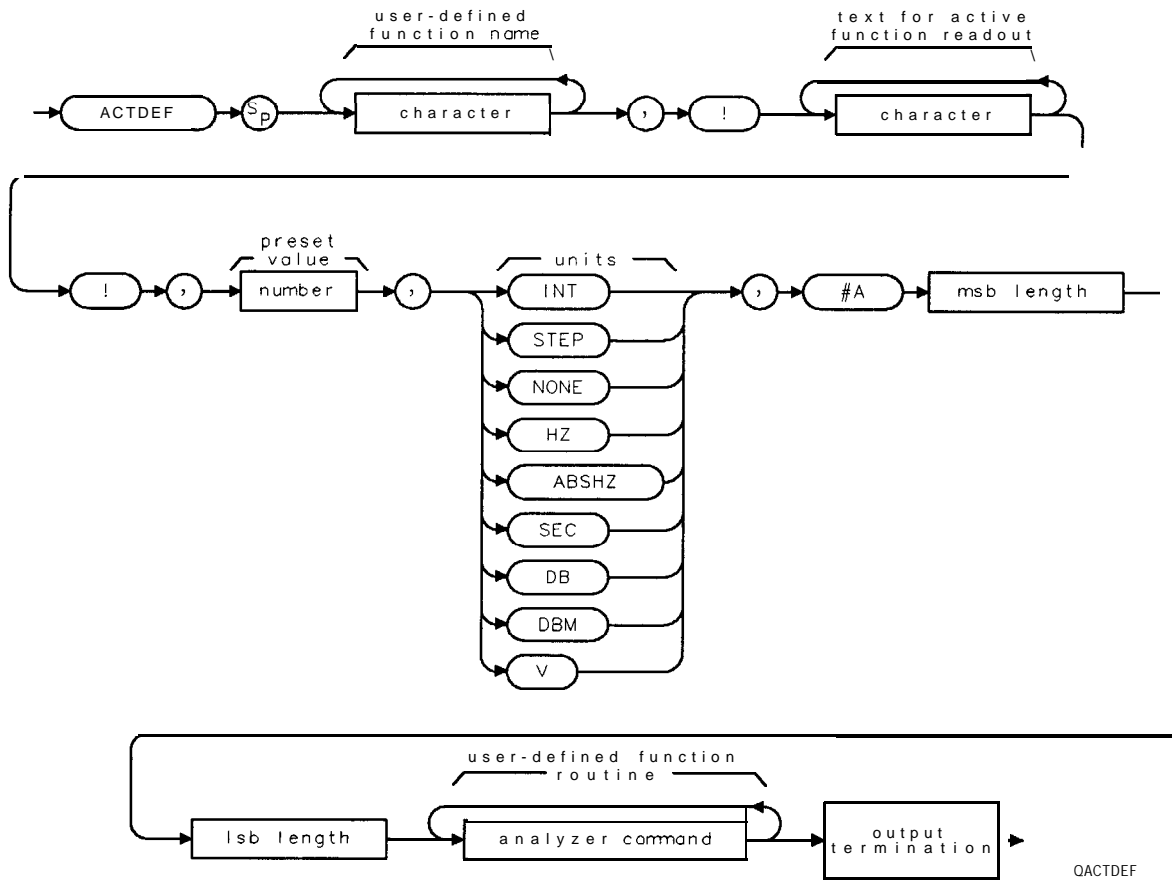 user-defined
function name
text for active
function readout
ACTDEF
SP
character
,
!
character
!
,
preset
value
number
,
units
INT
STEP
NONE
HZ
ABSHZ
SEC
DB
DBM
V
,
#A
msb length
user-defined function
routine
lsb length
analyzer command
output
termination
QACTDEF